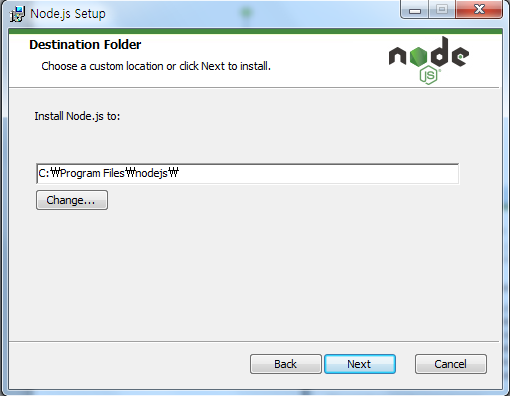 Node.js Setup
Destination Folder
Choose a custom location or click Next to install.
node
JS
Install Node.js to:
C:₩Program Files₩nodejs₩
Change...
Back
Next
Cancel